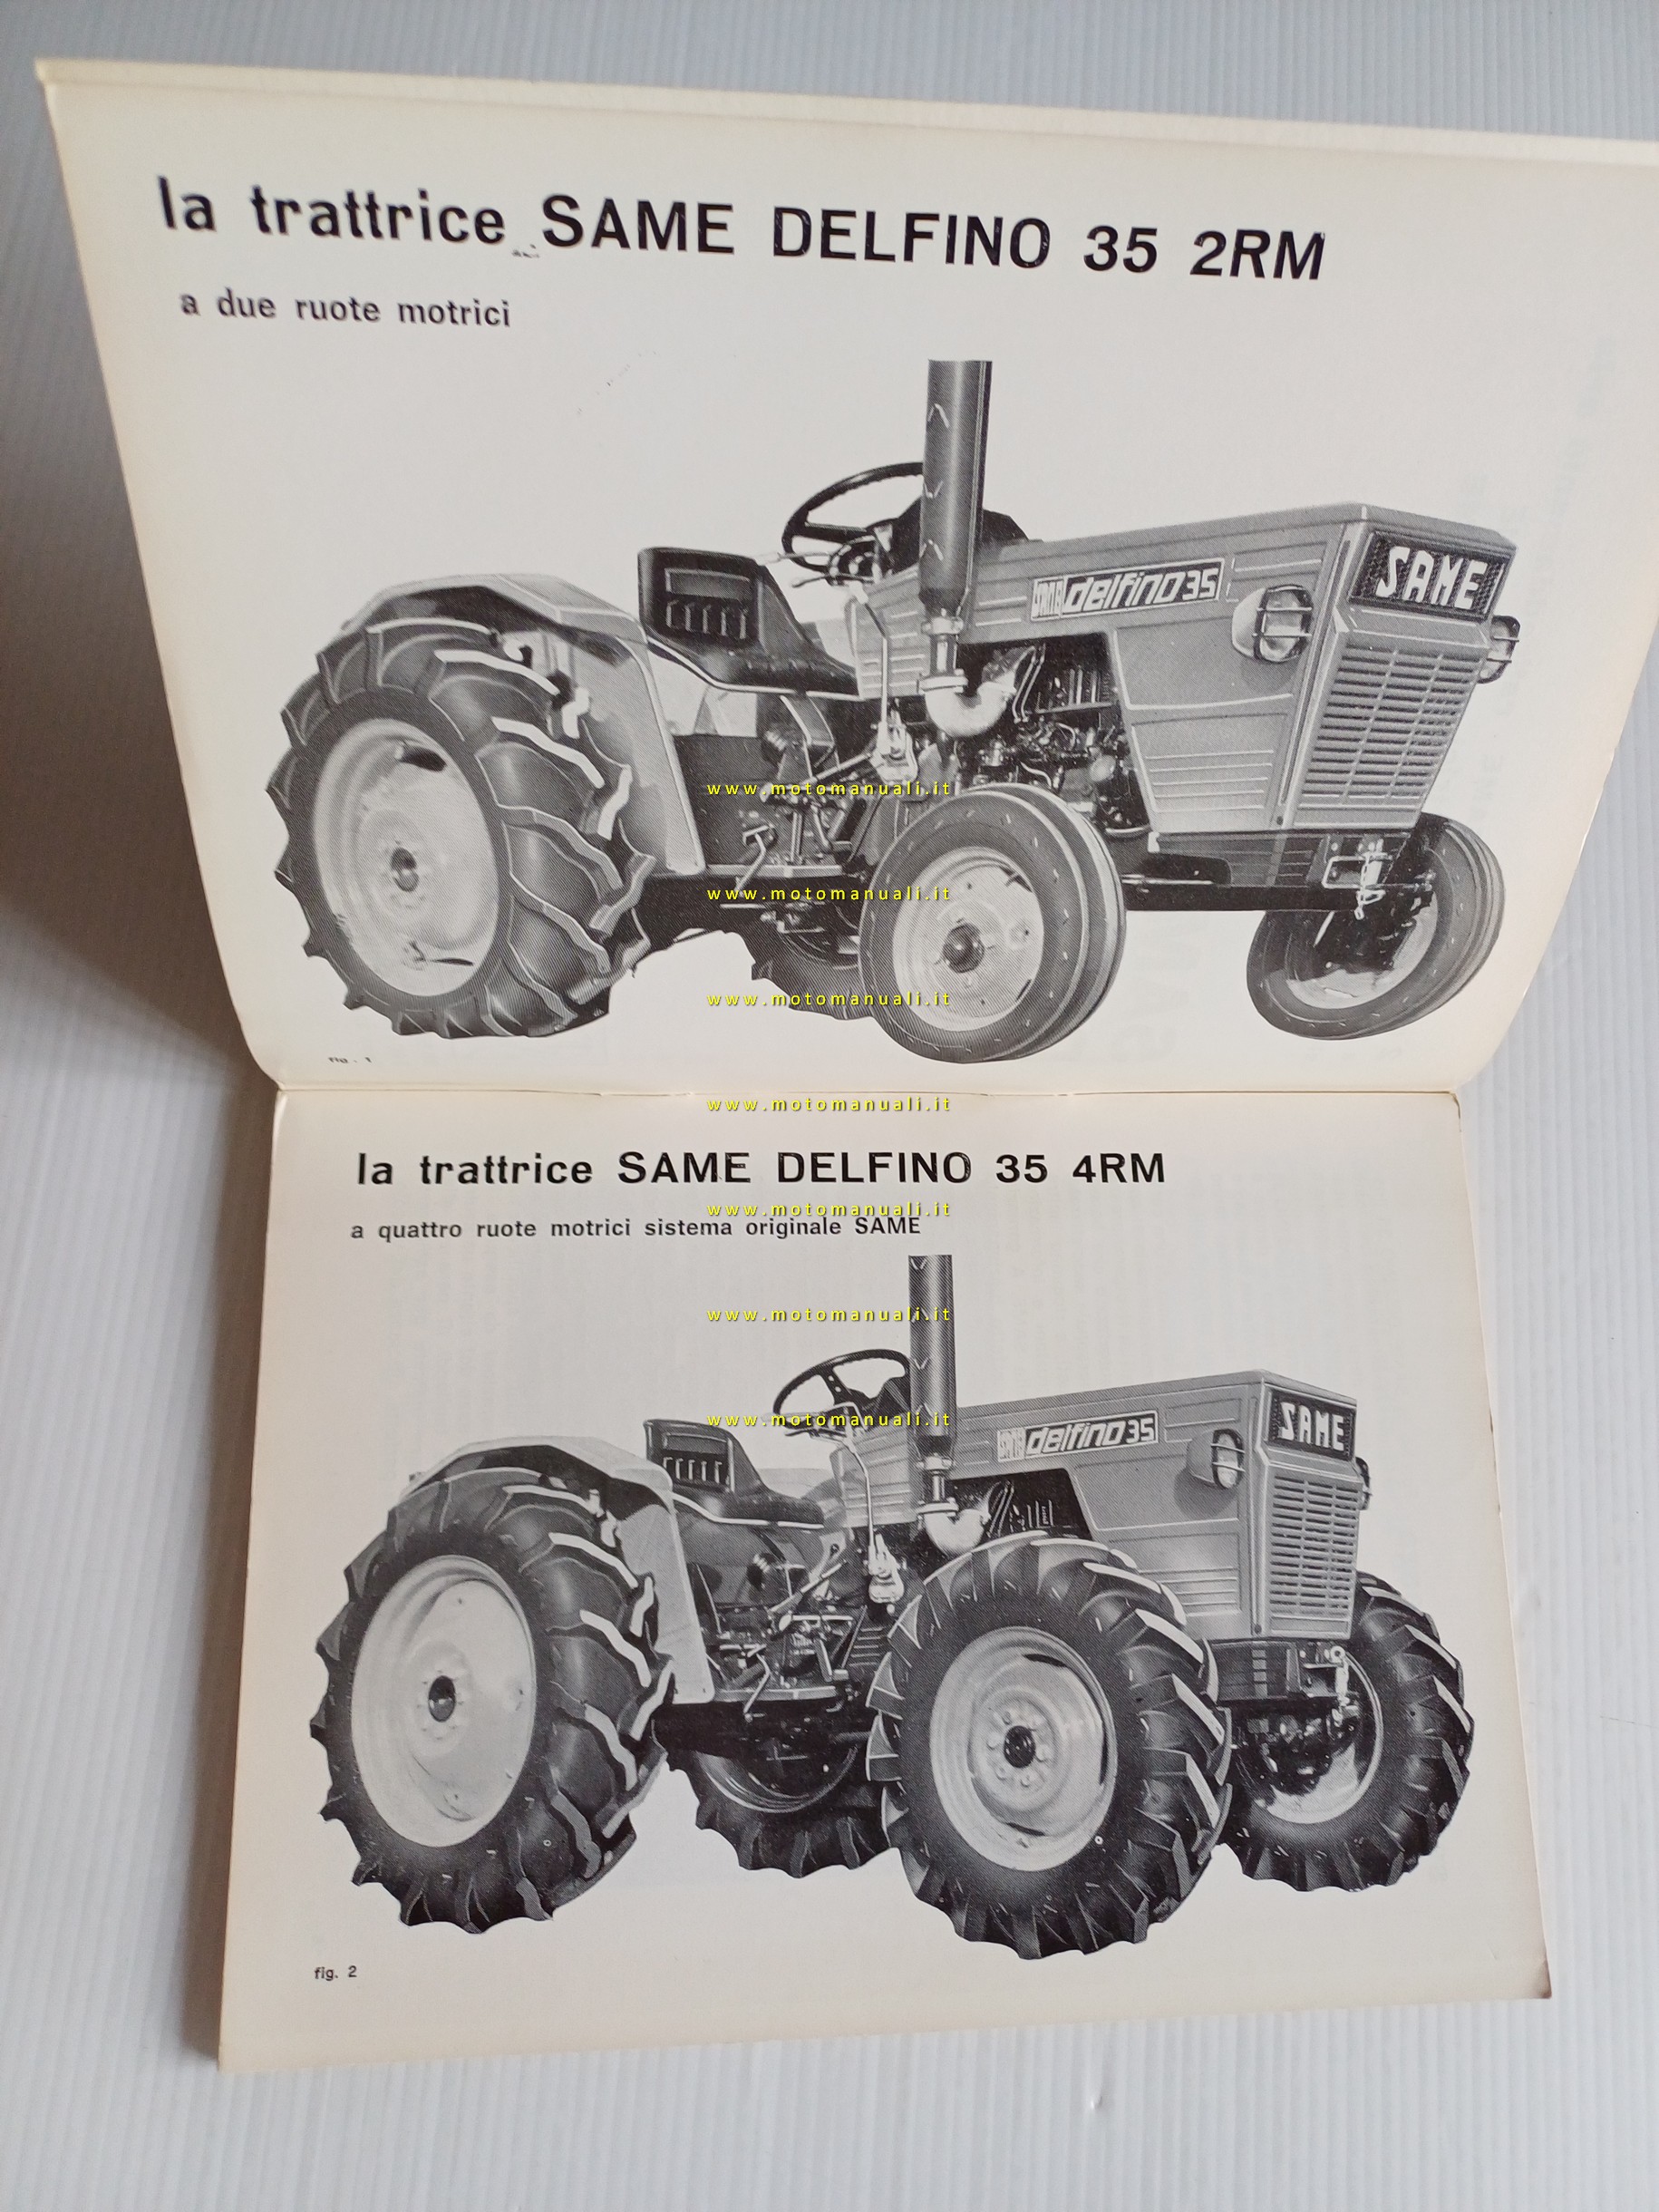 la trattrice SAME DELFINO 35 2RM
a due ruote motrici
delfino 35
SAME
www.motomanuali.it
www.motomanuali.it
www.motomanuali.it
fig. 1
www.motomanuali.it
la trattrice SAME DELFINO 35 4RM
www.motomanuali.it
a quattro ruote motrici sistema originale SAME
www.motomanuali.it
www.motomanuali.it
delfino 35
SAME
fig. 2